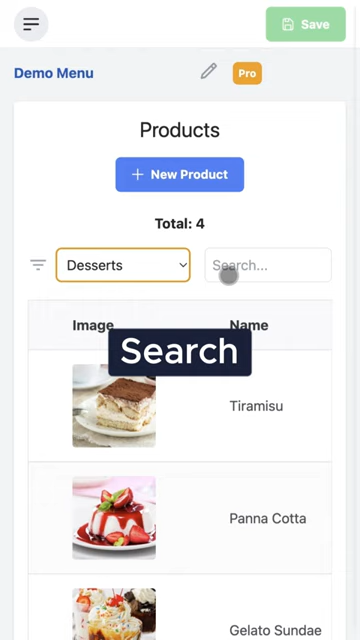 Save
Demo Menu
Pro
Products
+ New Product
Total: 4
Desserts
Search...
Image
Name
Search
Tiramisu
Panna Cotta
Gelato Sundae